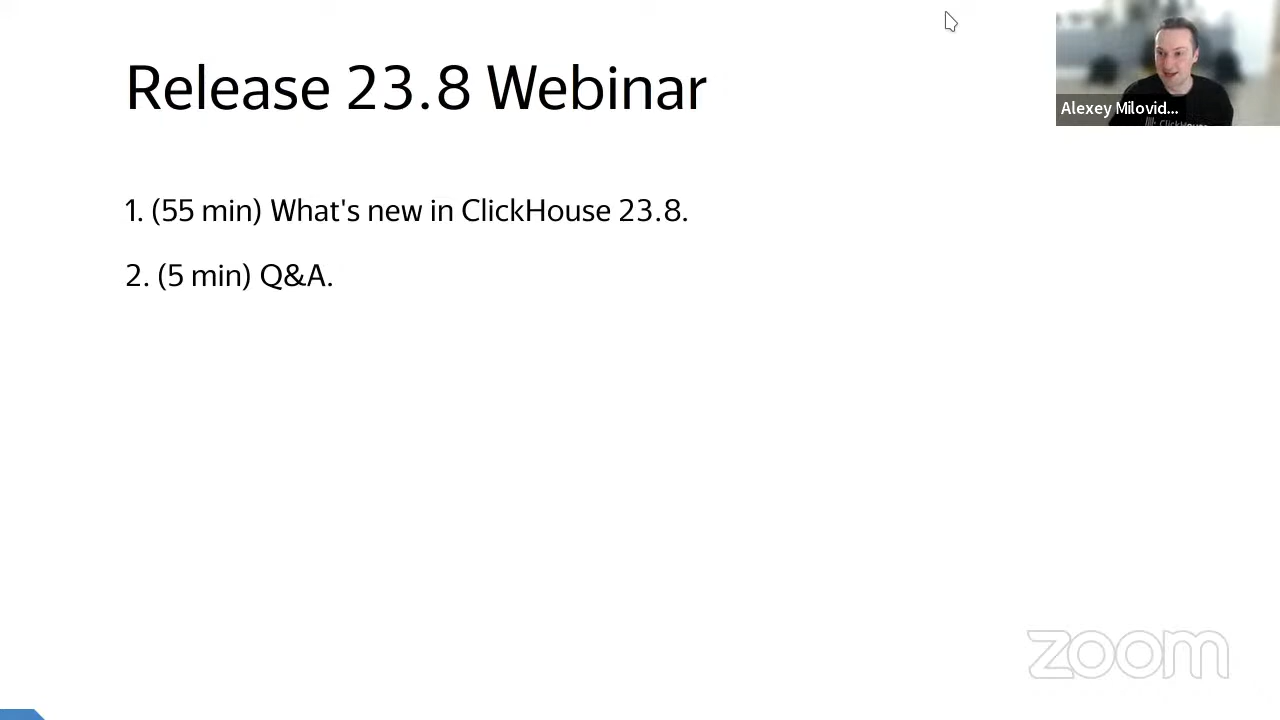 Release 23.8 Webinar
Alexey Milovid...
ClickHouse
1. (55 min) What's new in ClickHouse 23.8.
2. (5 min) Q&A.
zoom